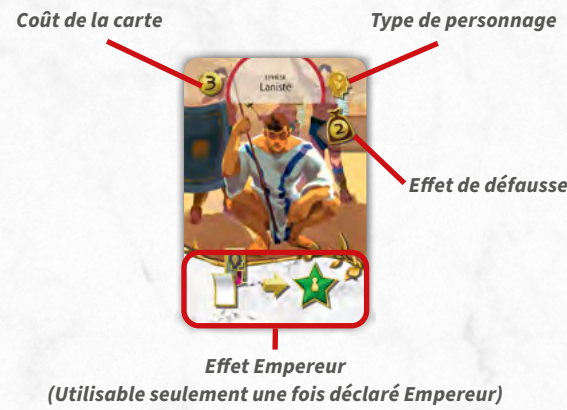 Coût de la carte
Type de personnage
3
EPHÉSE
Laniste
2
Effet de défausse
Effet Empereur
(Utilisable seulement une fois déclaré Empereur)